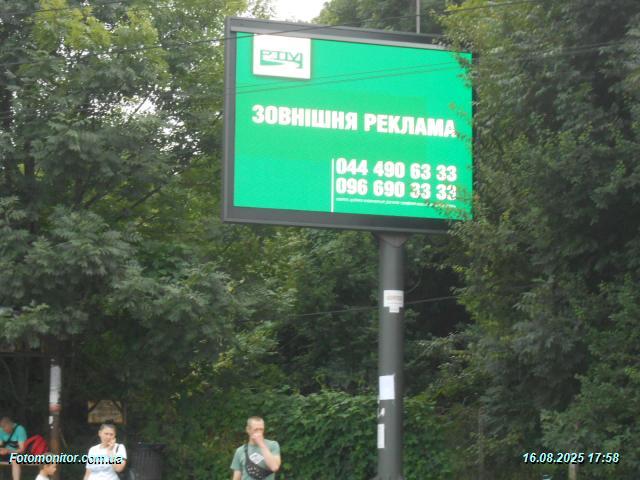 РТМ
ЗОВНІШНЯ РЕКЛАМА
044 490 63 33
096 690 33 33
Fotomonitor.com.ua
16.08.2025 17:58